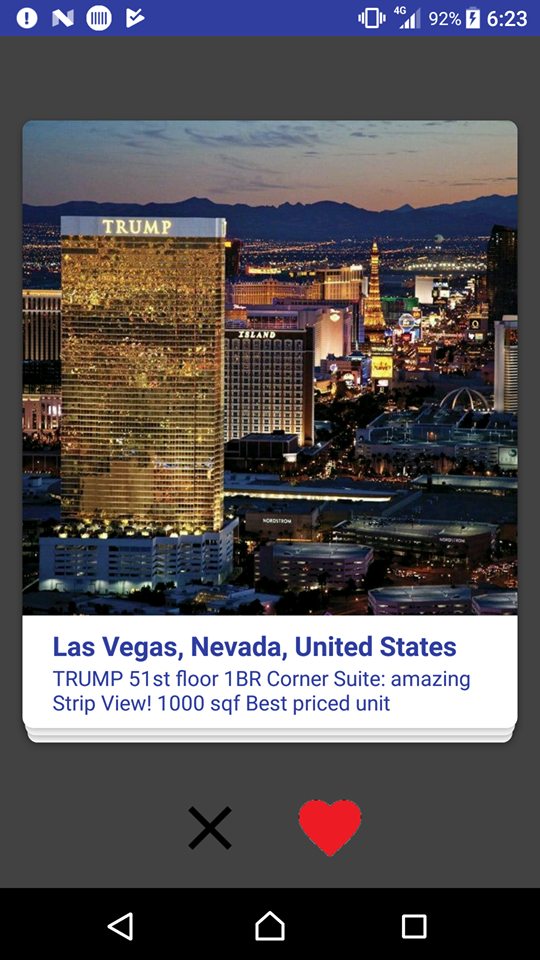 4G 92% 6:23
TRUMP
ISLAND
NORDSTROM
NORDSTROM
Las Vegas, Nevada, United States
TRUMP 51st floor 1BR Corner Suite: amazing
Strip View! 1000 sqf Best priced unit